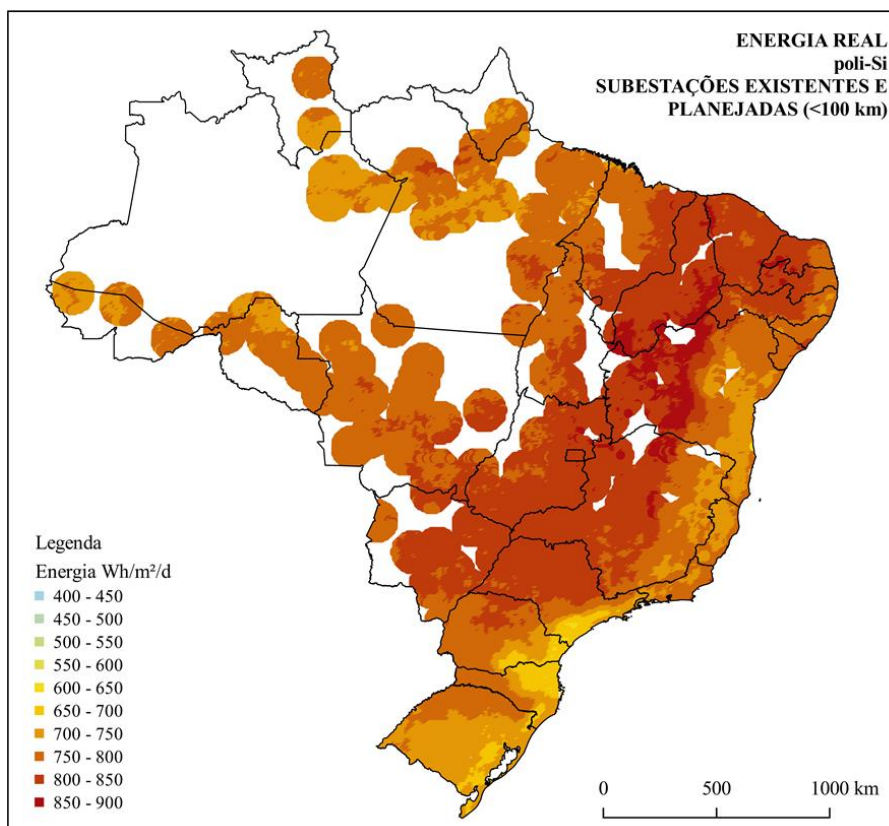 ENERGIA REAL
poli-Si
SUBESTAÇÕES EXISTENTES E
PLANEJADAS (<100 km)
Legenda
Energia Wh/m²/d
400 - 450
450 - 500
500 - 550
550 - 600
600 - 650
650 - 700
700 - 750
750 - 800
800 - 850
850 - 900
0 500 1000 km